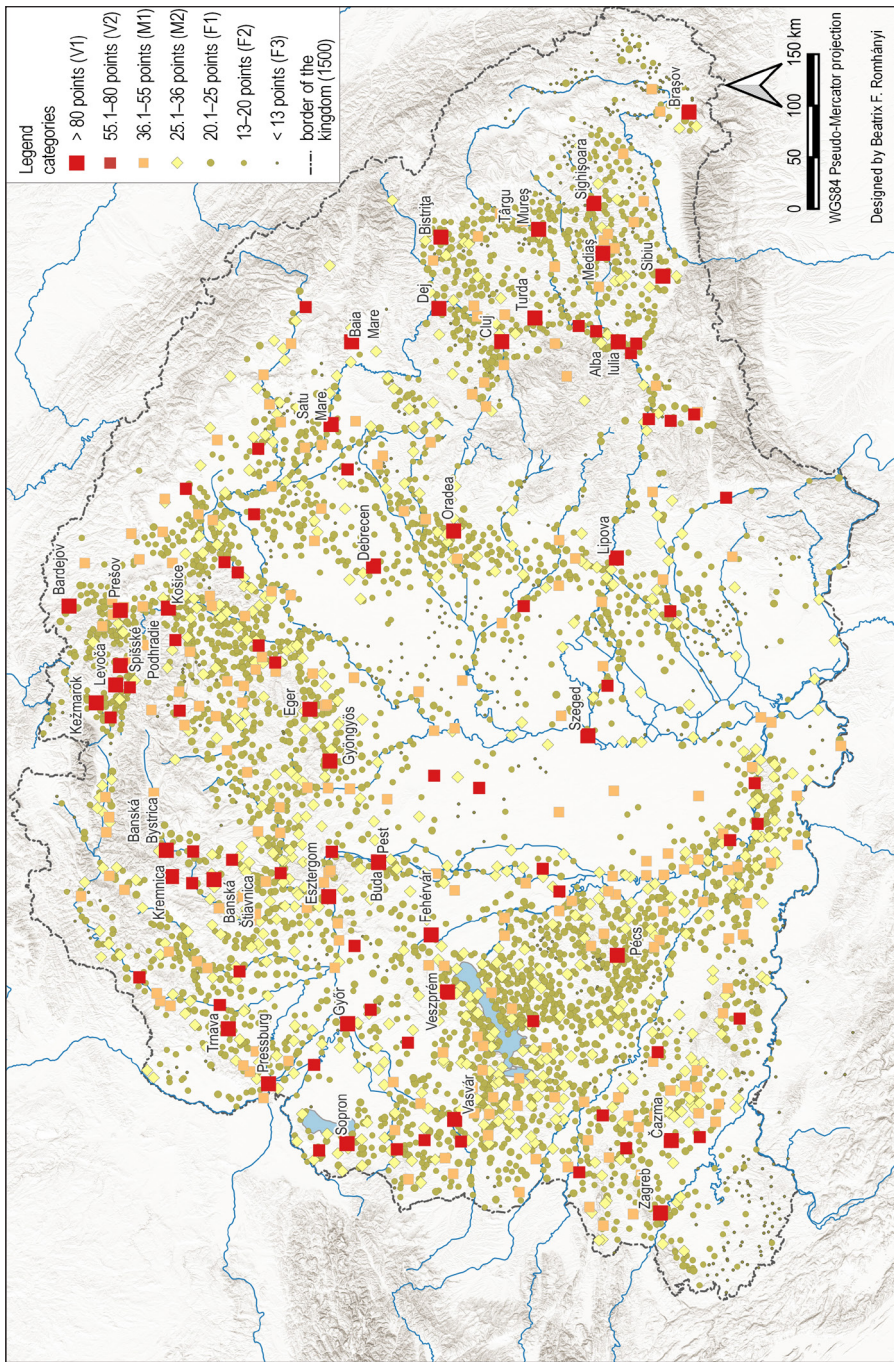 Legend
categories
> 80 points (V1)
55.1–80 points (V2)
36.1–55 points (M1)
25.1–36 points (M2)
20.1–25 points (F1)
13–20 points (F2)
< 13 points (F3)
border of the
kingdom (1500)
Bardejov
Kežmarok
Levoča
Prešov
Spišské
Podhradie
Košice
Banská
Bystrica
Kremnica
Banská
Štiavnica
Trnava
Pressburg
Eger
Gyöngyös
Esztergom
Győr
Sopron
Buda
Pest
Satu
Mare
Baia
Mare
Debrecen
Fehérvár
Veszprém
Vasvár
Oradea
Dej
Bistrița
Cluj
Turda
Târgu
Mureș
Szeged
Lipova
Alba
Iulia
Mediaș
Sighișoara
Sibiu
Brașov
Pécs
Čazma
Zagreb
0
50
100
150 km
WGS84 Pseudo-Mercator projection
Designed by Beatrix F. Romhányi